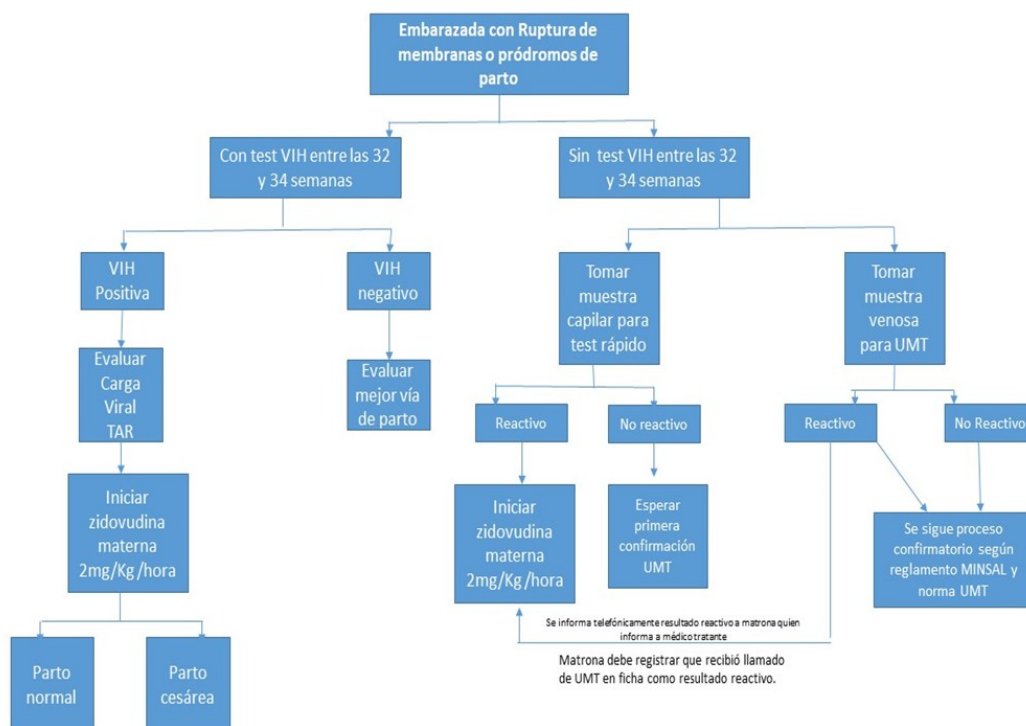 Embarazada con Ruptura de
membranas o pródromos de
parto
Con test VIH entre las 32
y 34 semanas
Sin test VIH entre las 32
y 34 semanas
VIH
Positiva
VIH
negativo
Tomar
muestra
capilar para
test rápido
Tomar
muestra
venosa
para UMT
Evaluar
Carga
Viral
TAR
Evaluar
mejor vía
de parto
Reactivo
No reactivo
Reactivo
No Reactivo
Iniciar
zidovudina
materna
2mg/Kg/hora)
Iniciar
zidovudina
materna
2mg/Kg/hora)
Esperar
primera
confirmación
UMT
Se sigue proceso
confirmatorio según
reglamento MINSAL y
norma UMT
Se informa telefónicamente resultado reactivo a matrona quien
informa a médico tratante
Matrona debe registrar que recibió llamado
de UMT en ficha como resultado reactivo.
Parto
normal
Parto
cesárea